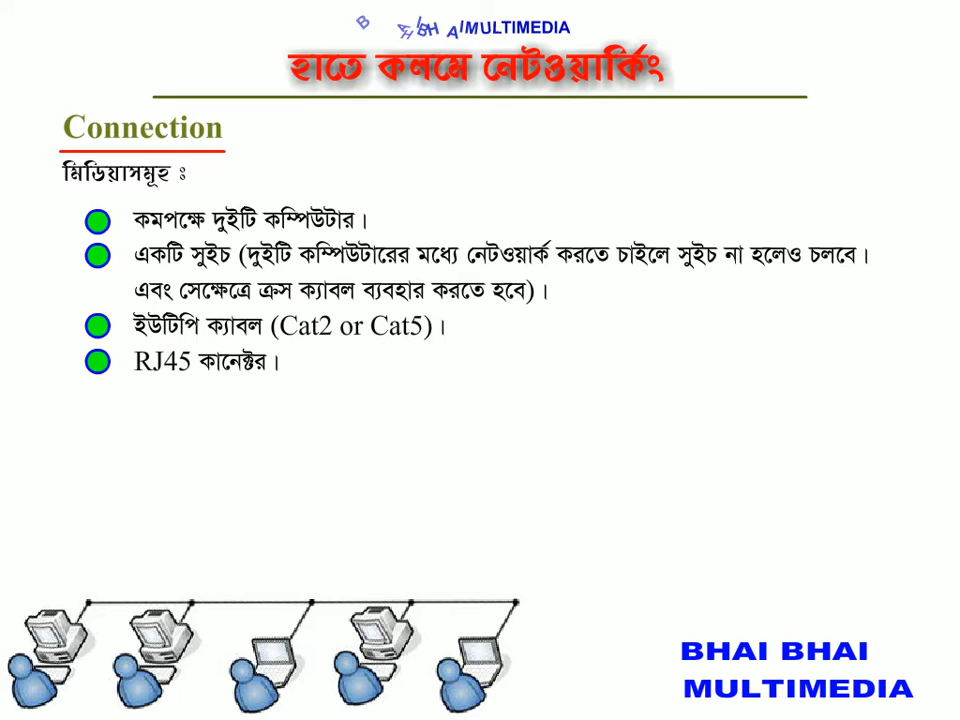 MULTIMEDIA
হাতে কলমে নেটওয়ার্কিং
Connection
মিডিয়াসমূহ ঃ
কমপক্ষে দুইটি কম্পিউটার।
একটি সুইচ (দুইটি কম্পিউটারের মধ্যে নেটওয়ার্ক করতে চাইলে সুইচ না হলেও চলবে।
এবং সেক্ষেত্রে ক্রস ক্যাবল ব্যবহার করতে হবে)।
ইউটিপি ক্যাবল (Cat2 or Cat5)।
RJ45 কানেক্টর।
BHAI BHAI
MULTIMEDIA